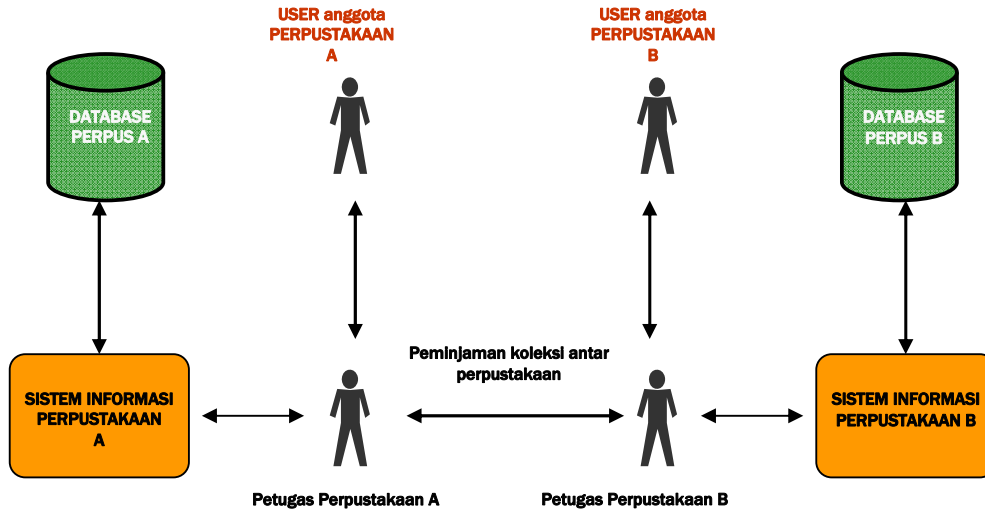 USER anggota
PERPUSTAKAAN
A
USER anggota
PERPUSTAKAAN
B
DATABASE
PERPUS A
DATABASE
PERPUS B
Peminjaman koleksi antar
perpustakaan
SISTEM INFORMASI
PERPUSTAKAAN
A
SISTEM INFORMASI
PERPUSTAKAAN B
Petugas Perpustakaan A
Petugas Perpustakaan B